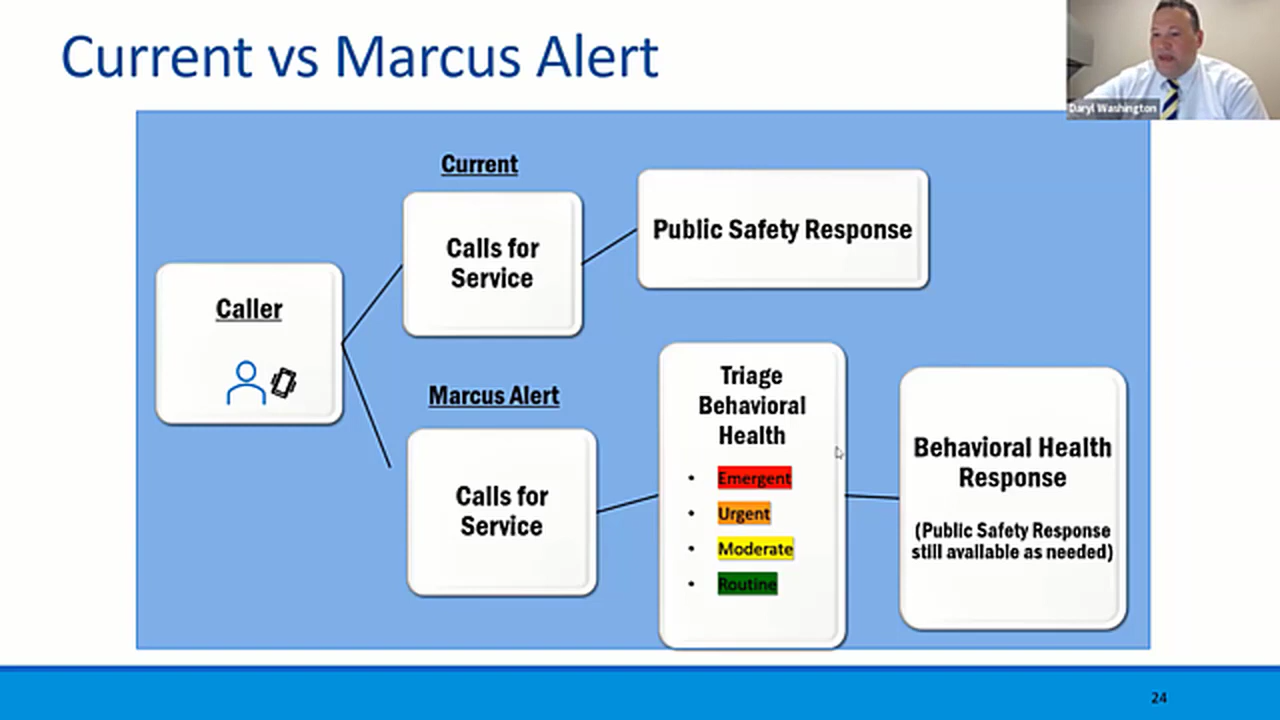 Current vs Marcus Alert
Daryl Washington
Current
Calls for
Service
Public Safety Response
Caller
Marcus Alert
Calls for
Service
Triage
Behavioral
Health
• Emergent
• Urgent
• Moderate
• Routine
Behavioral Health
Response
(Public Safety Response
still available as needed)
24